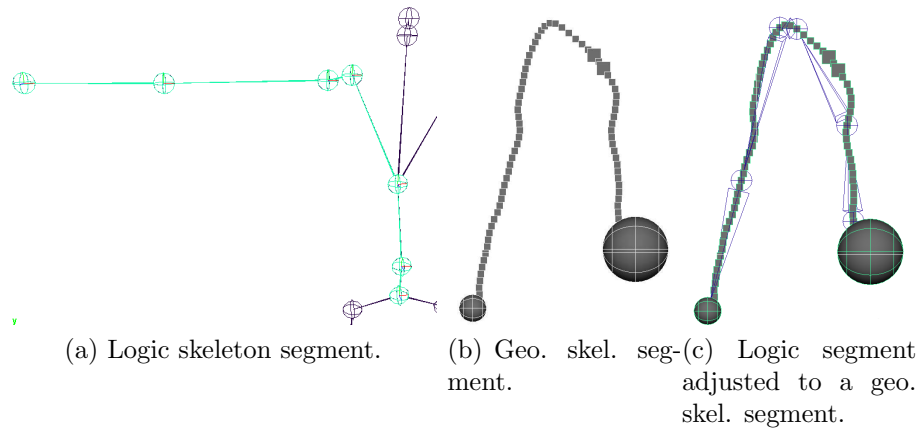 y
(a) Logic skeleton segment.
(b) Geo. skel. seg-
ment.
(c) Logic segment
adjusted to a geo.
skel. segment.